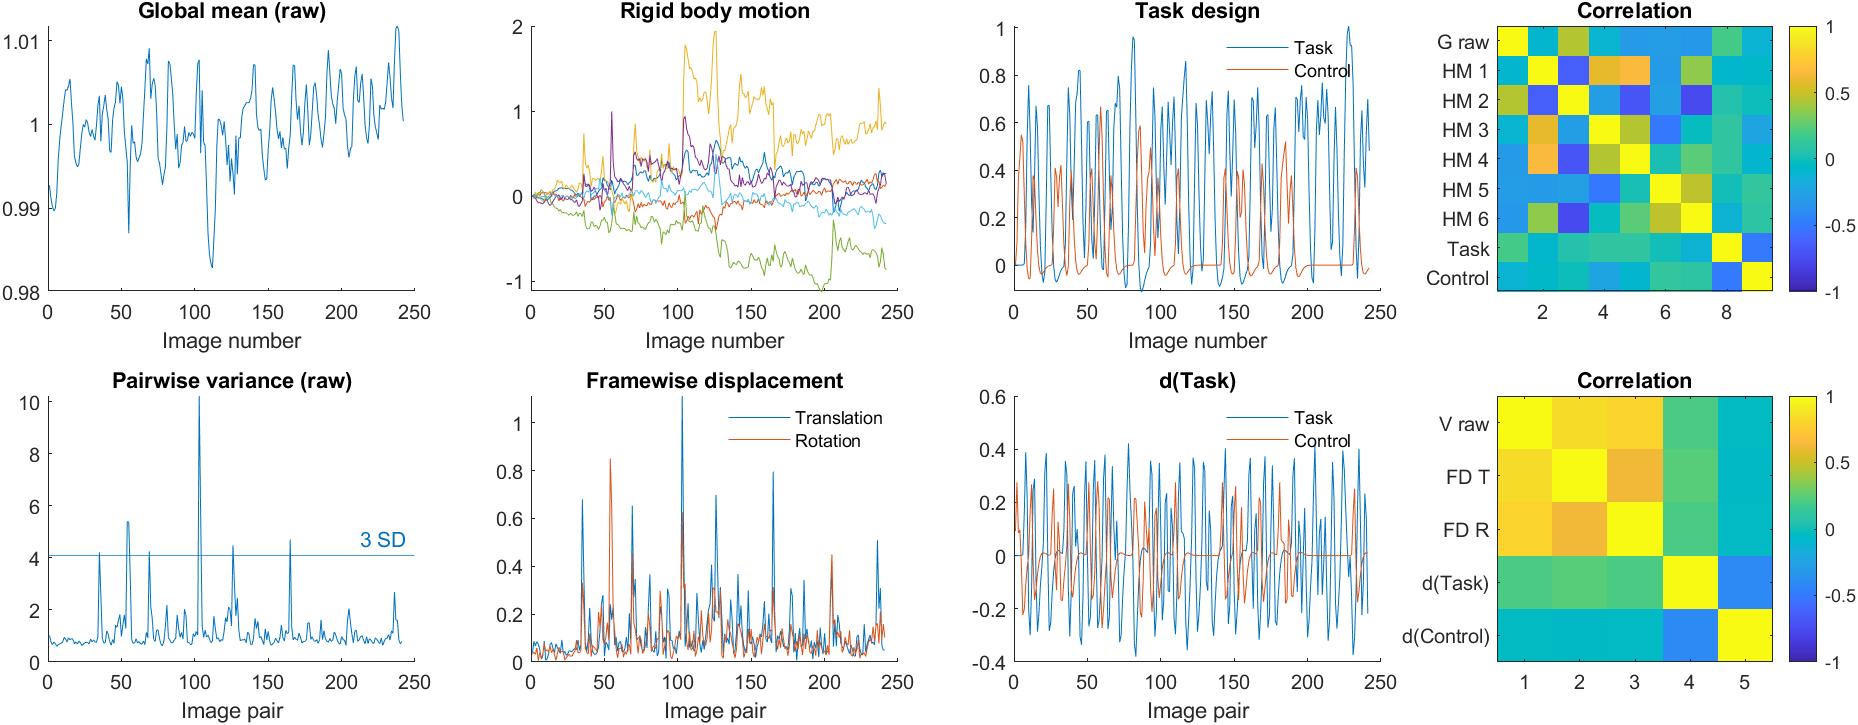 Global mean (raw)
1.01
1
0.99
0.98
0 50 100 150 200 250
Image number
Rigid body motion
2
1
0
-1
0 50 100 150 200 250
Image number
Task design
Task
Control
1
0.8
0.6
0.4
0.2
0
0 50 100 150 200 250
Image number
Correlation
G raw
HM 1
HM 2
HM 3
HM 4
HM 5
HM 6
Task
Control
2 4 6 8
1
0.5
0
-0.5
-1
Pairwise variance (raw)
3 SD
10
8
6
4
2
0
0 50 100 150 200 250
Image pair
Framewise displacement
Translation
Rotation
1
0.8
0.6
0.4
0.2
0
0 50 100 150 200 250
Image pair
d(Task)
Task
Control
0.6
0.4
0.2
0
-0.2
-0.4
0 50 100 150 200 250
Image pair
Correlation
V raw
FD T
FD R
d(Task)
d(Control)
1 2 3 4 5
1
0.5
0
-0.5
-1